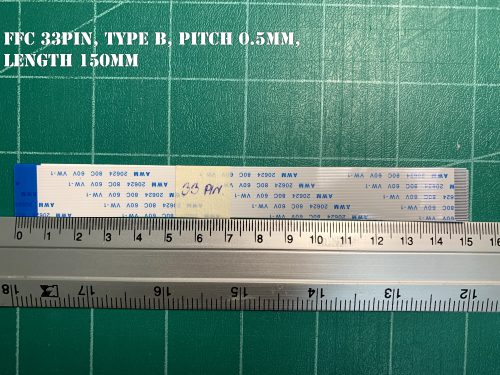 FFC 33PIN, TYPE B, PITCH 0.5MM,
LENGTH 150MM
AWM 20624 80C 60V VW-1
33 PIN
0 1 2 3 4 5 6 7 8 9 10 11 12 13 14 15 16
18 17 16 15 14 13 12